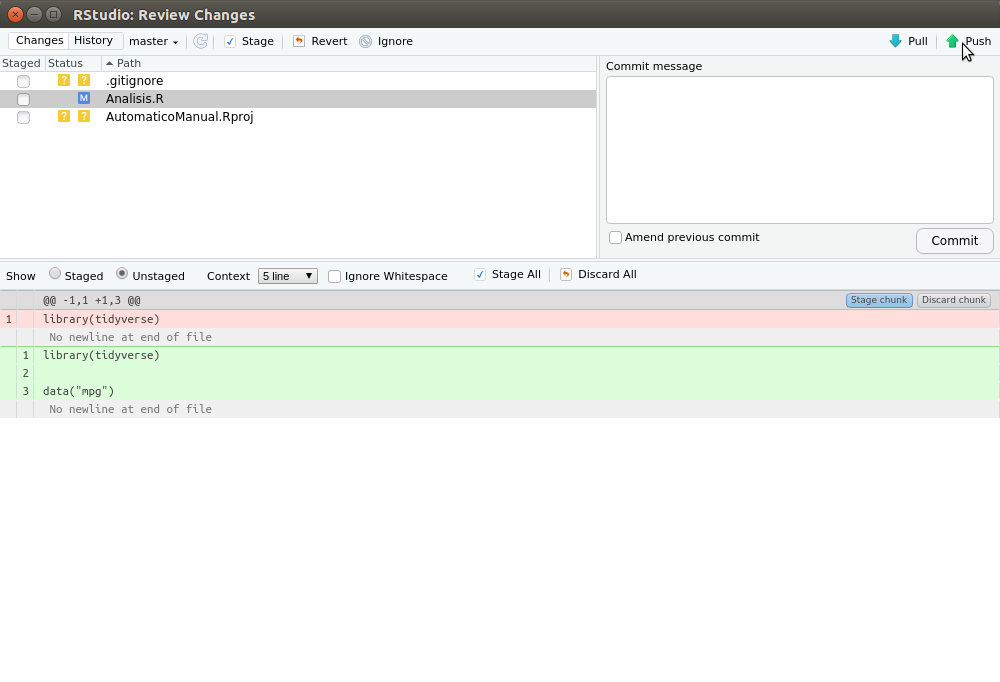 RStudio: Review Changes
Changes History master Stage Revert Ignore Pull Push
Staged Status Path
? ? .gitignore
M Analisis.R
? ? AutomaticoManual.Rproj
Commit message
Amend previous commit
Commit
Show Staged Unstaged Context 5 line Ignore Whitespace Stage All Discard All
@@ -1,1 +1,3 @@ Stage chunk Discard chunk
1 library(tidyverse)
No newline at end of file
1 library(tidyverse)
2
3 data("mpg")
No newline at end of file